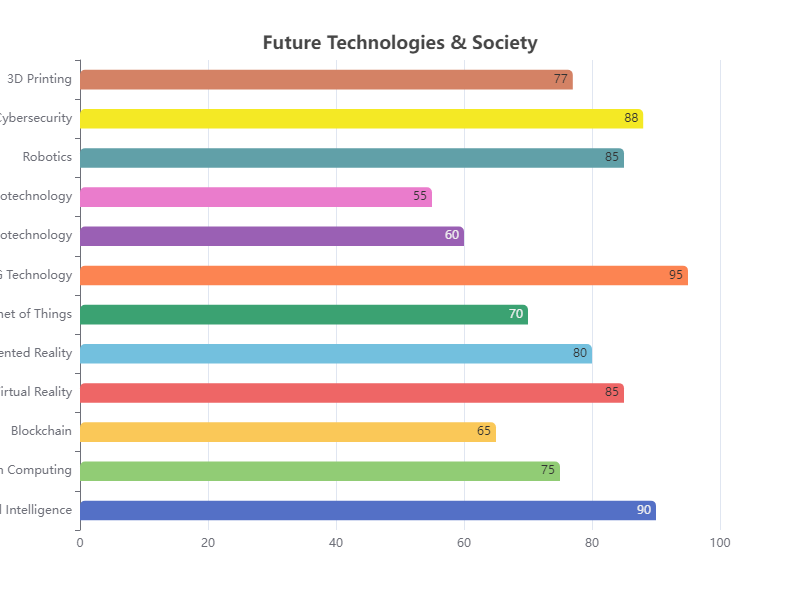 Future Technologies & Society
3D Printing
77
Cybersecurity
88
Robotics
85
otechnology
55
otechnology
60
G Technology
95
net of Things
70
ented Reality
80
irtual Reality
85
Blockchain
65
Computing
75
Intelligence
90
0 20 40 60 80 100